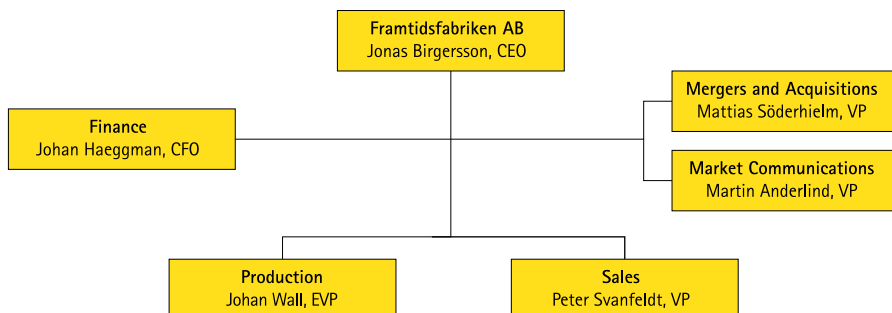 Framtidsfabriken AB
Jonas Birgersson, CEO
Mergers and Acquisitions
Mattias Söderhielm, VP
Finance
Johan Haeggman, CFO
Market Communications
Martin Anderlind, VP
Production
Johan Wall, EVP
Sales
Peter Svanfeldt, VP